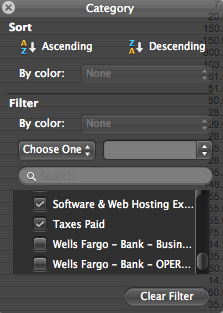 Category
Sort
A Z Ascending
Z A Descending
By color: None
Filter
By color: None
Choose One
Search
Software & Web Hosting Ex...
Taxes Paid
Wells Fargo - Bank - Busin...
Wells Fargo - Bank - OPER...
Clear Filter